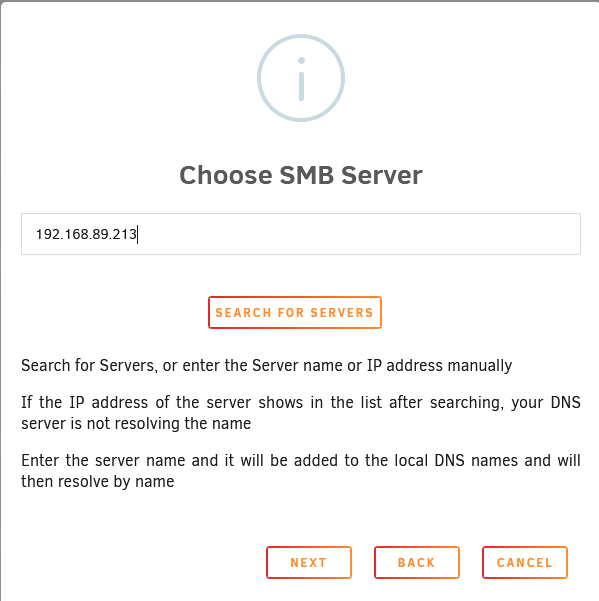 Choose SMB Server
192.168.89.213
SEARCH FOR SERVERS
Search for Servers, or enter the Server name or IP address manually
If the IP address of the server shows in the list after searching, your DNS
server is not resolving the name
Enter the server name and it will be added to the local DNS names and will
then resolve by name
NEXT BACK CANCEL